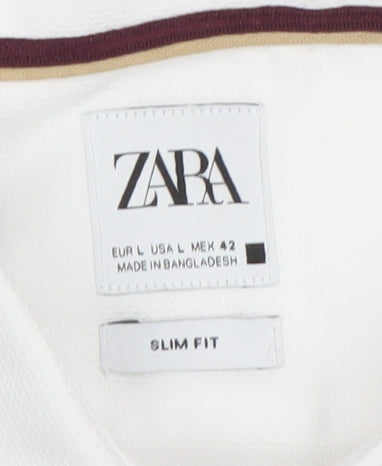 ZARA
EUR L USA L MEX 42
MADE IN BANGLADESH
SLIM FIT